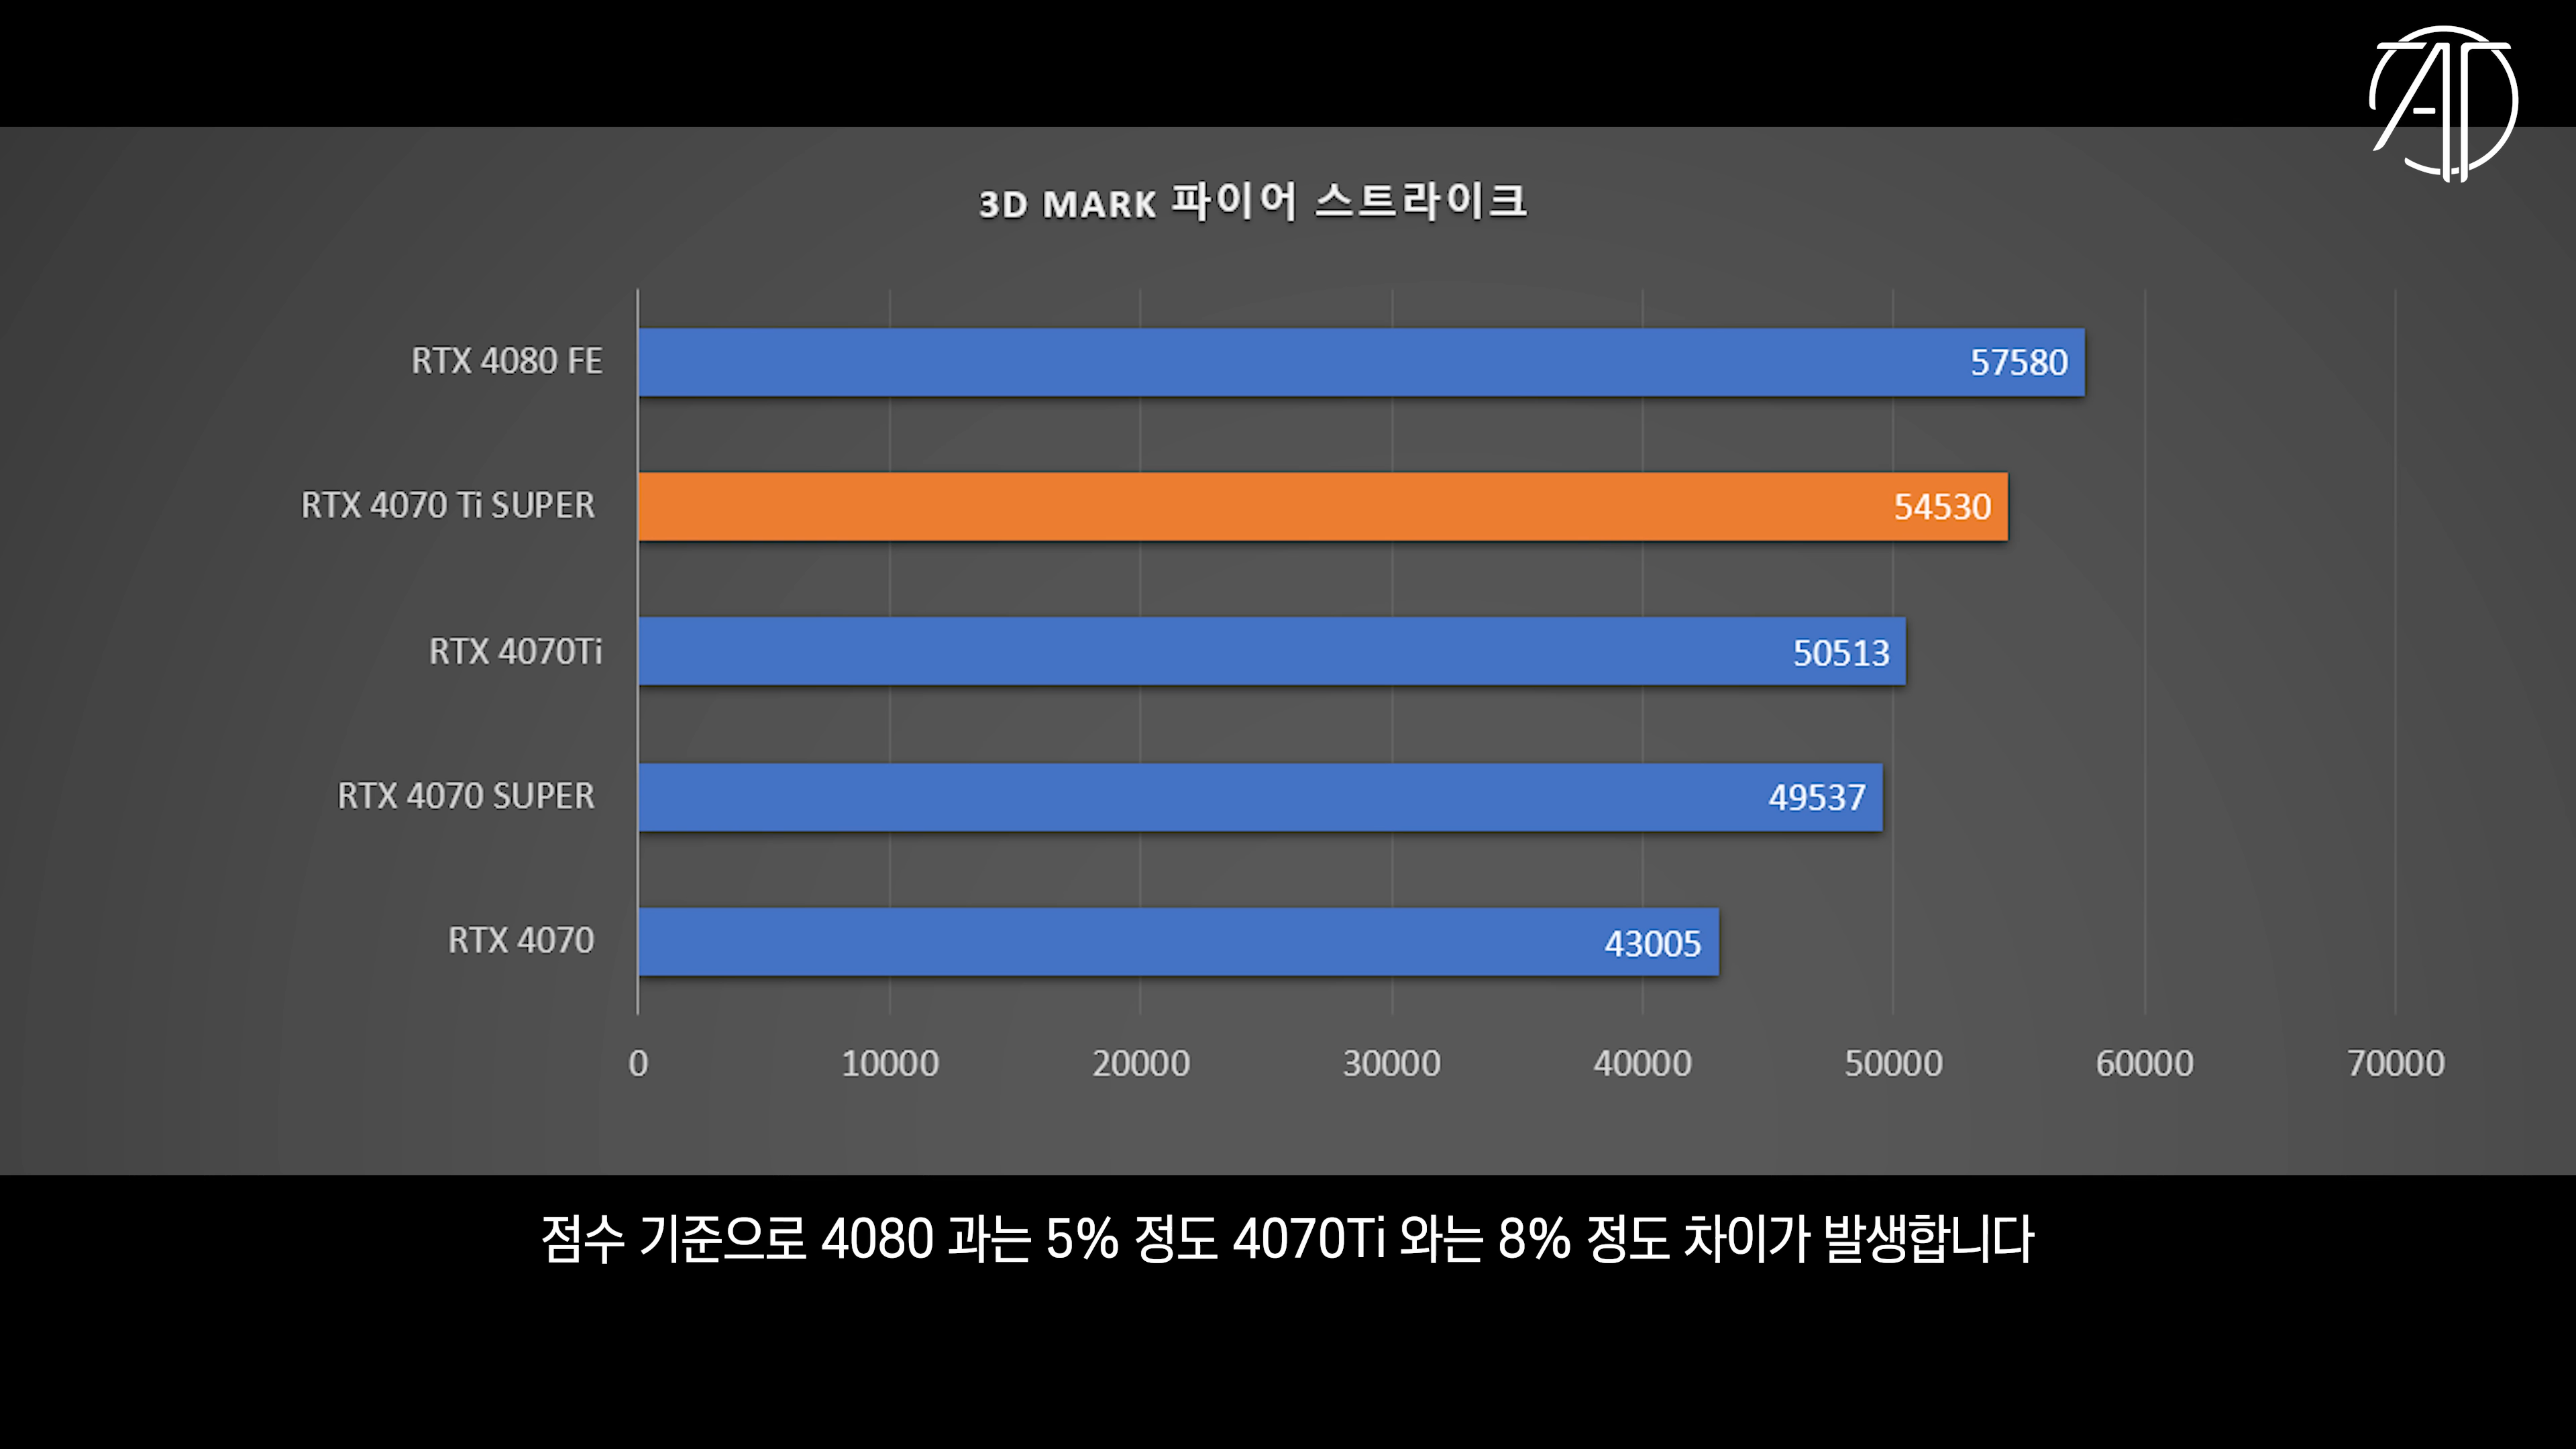 3D MARK 파이어 스트라이크
RTX 4080 FE 57580
RTX 4070 Ti SUPER 54530
RTX 4070Ti 50513
RTX 4070 SUPER 49537
RTX 4070 43005
0 10000 20000 30000 40000 50000 60000 70000
점수 기준으로 4080 과는 5% 정도 4070Ti 와는 8% 정도 차이가 발생합니다